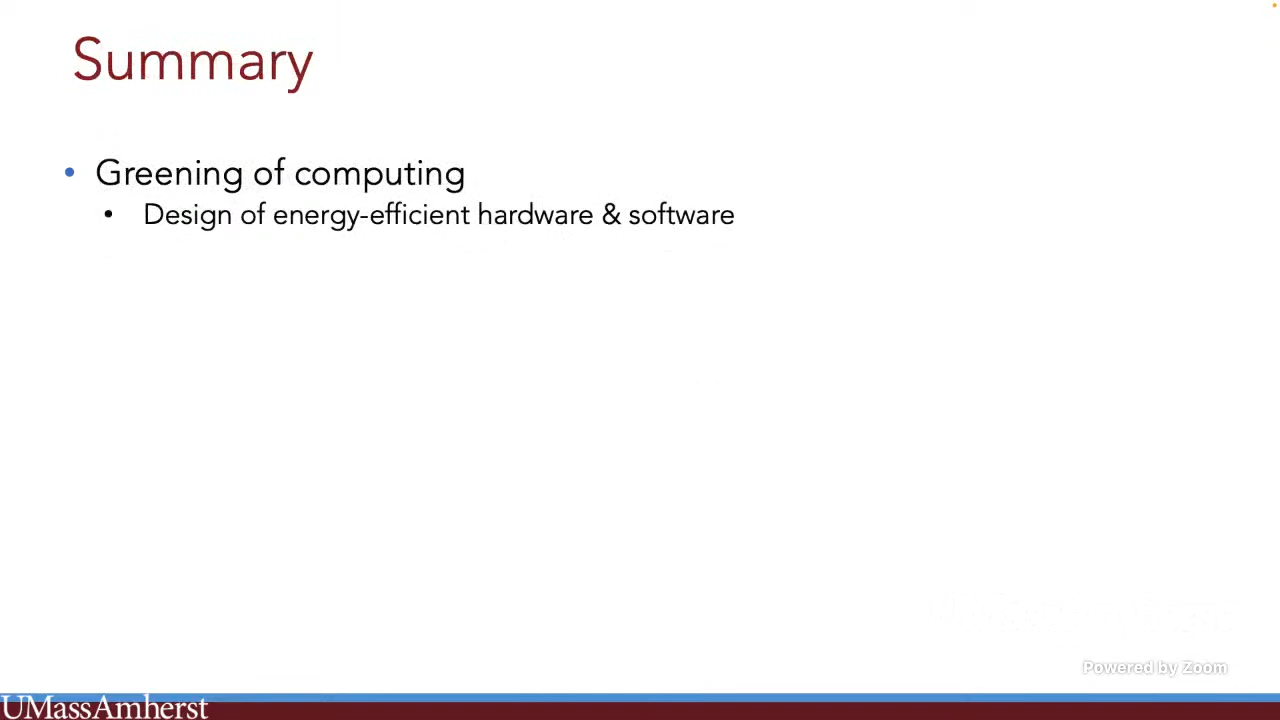 Summary
• Greening of computing
• Design of energy-efficient hardware & software
Powered by Zoom
UMassAmherst